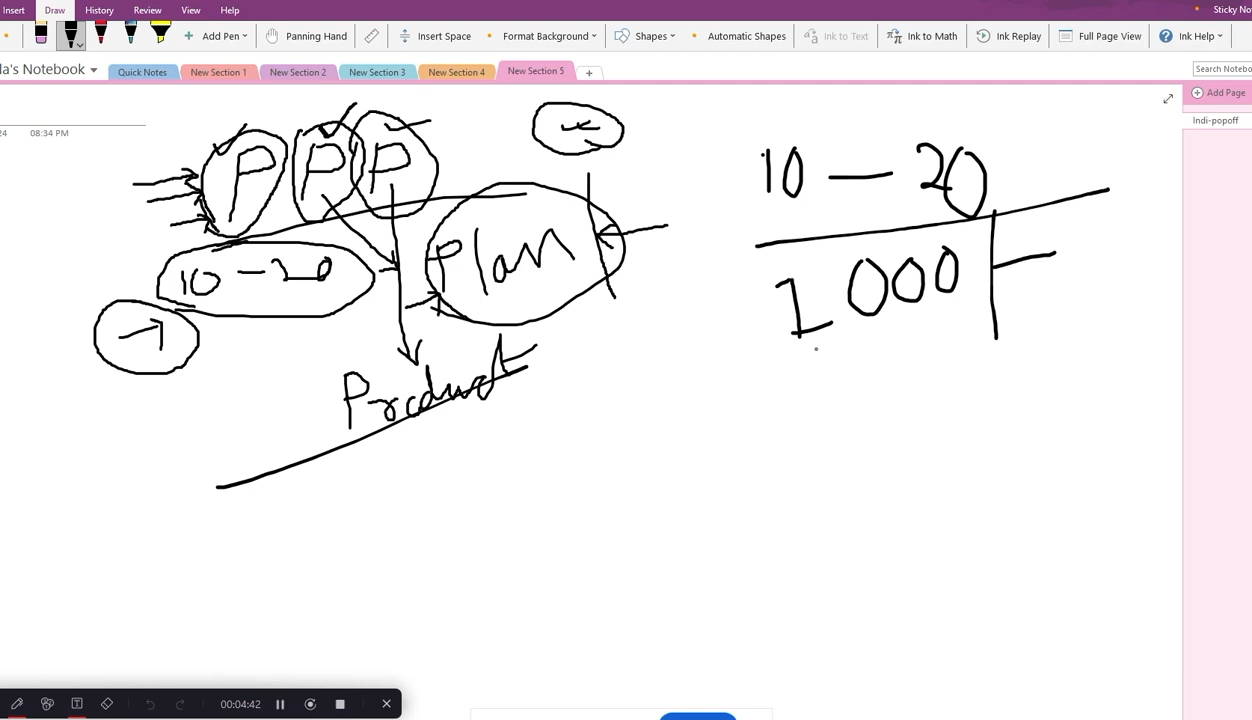 Insert Draw History Review View Help Sticky No
Add Pen Panning Hand Insert Space Format Background Shapes Automatic Shapes Ink to Text Ink to Math Ink Replay Full Page View Ink Help
la's Notebook Quick Notes New Section 1 New Section 2 New Section 3 New Section 4 New Section 5 + Search Notebo
Add Page
Indi-popoff
24 08:34 PM
P P P
10 - 20
Plan
Product
10 — 20
1000
00:04:42